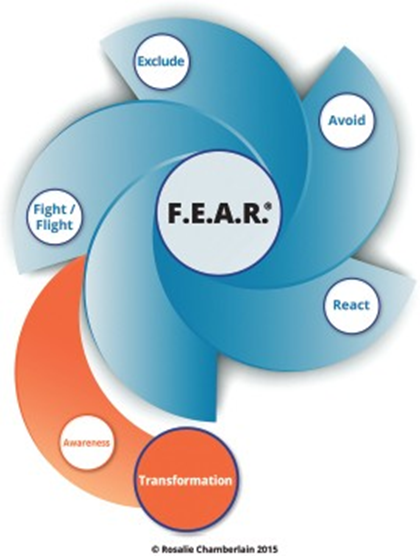 Exclude
Avoid
Fight /
Flight
F.E.A.R.®
React
Awareness
Transformation
© Rosalie Chamberlain 2015